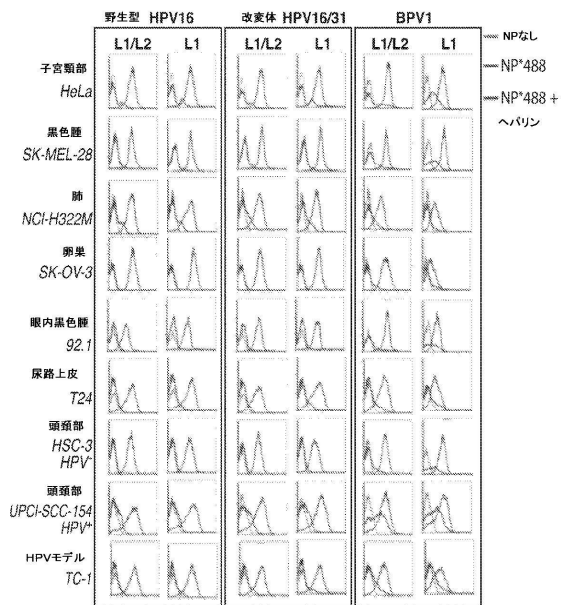 野生型 HPV16
改変体 HPV16/31
BPV1
L1/L2
L1
L1/L2
L1
L1/L2
L1
NPなし
NP*488
NP*488 +
ヘパリン
子宮頸部
HeLa
黒色腫
SK-MEL-28
肺
NCI-H322M
卵巣
SK-OV-3
眼内黒色腫
92.1
尿路上皮
T24
頭頸部
HSC-3
HPV-
頭頸部
UPCI-SCC-154
HPV+
HPVモデル
TC-1